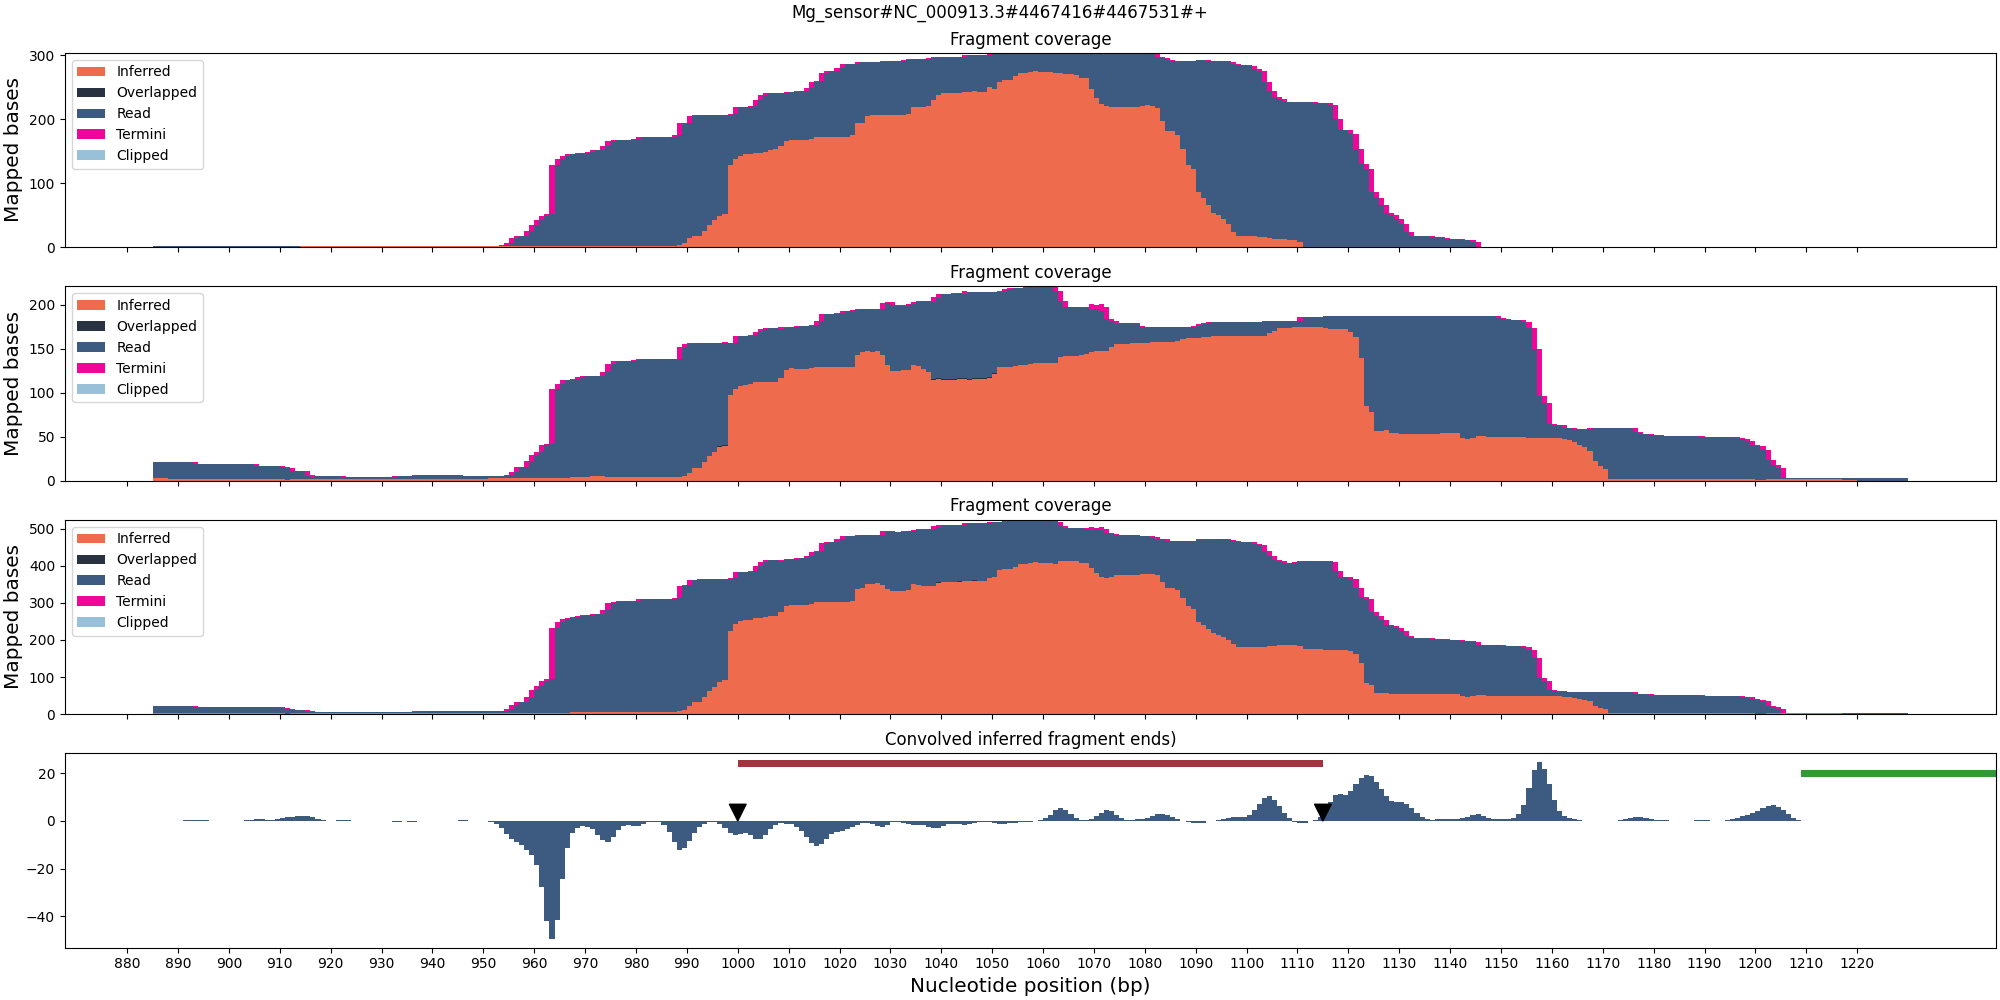 Mg_sensor#NC_000913.3#4467416#4467531#+
Fragment coverage
Mapped bases
300
200
100
0
Inferred
Overlapped
Read
Termini
Clipped
Fragment coverage
Mapped bases
200
150
100
50
0
Inferred
Overlapped
Read
Termini
Clipped
Fragment coverage
Mapped bases
500
400
300
200
100
0
Inferred
Overlapped
Read
Termini
Clipped
Convolved inferred fragment ends)
20
0
−20
−40
880 890 900 910 920 930 940 950 960 970 980 990 1000 1010 1020 1030 1040 1050 1060 1070 1080 1090 1100 1110 1120 1130 1140 1150 1160 1170 1180 1190 1200 1210 1220
Nucleotide position (bp)